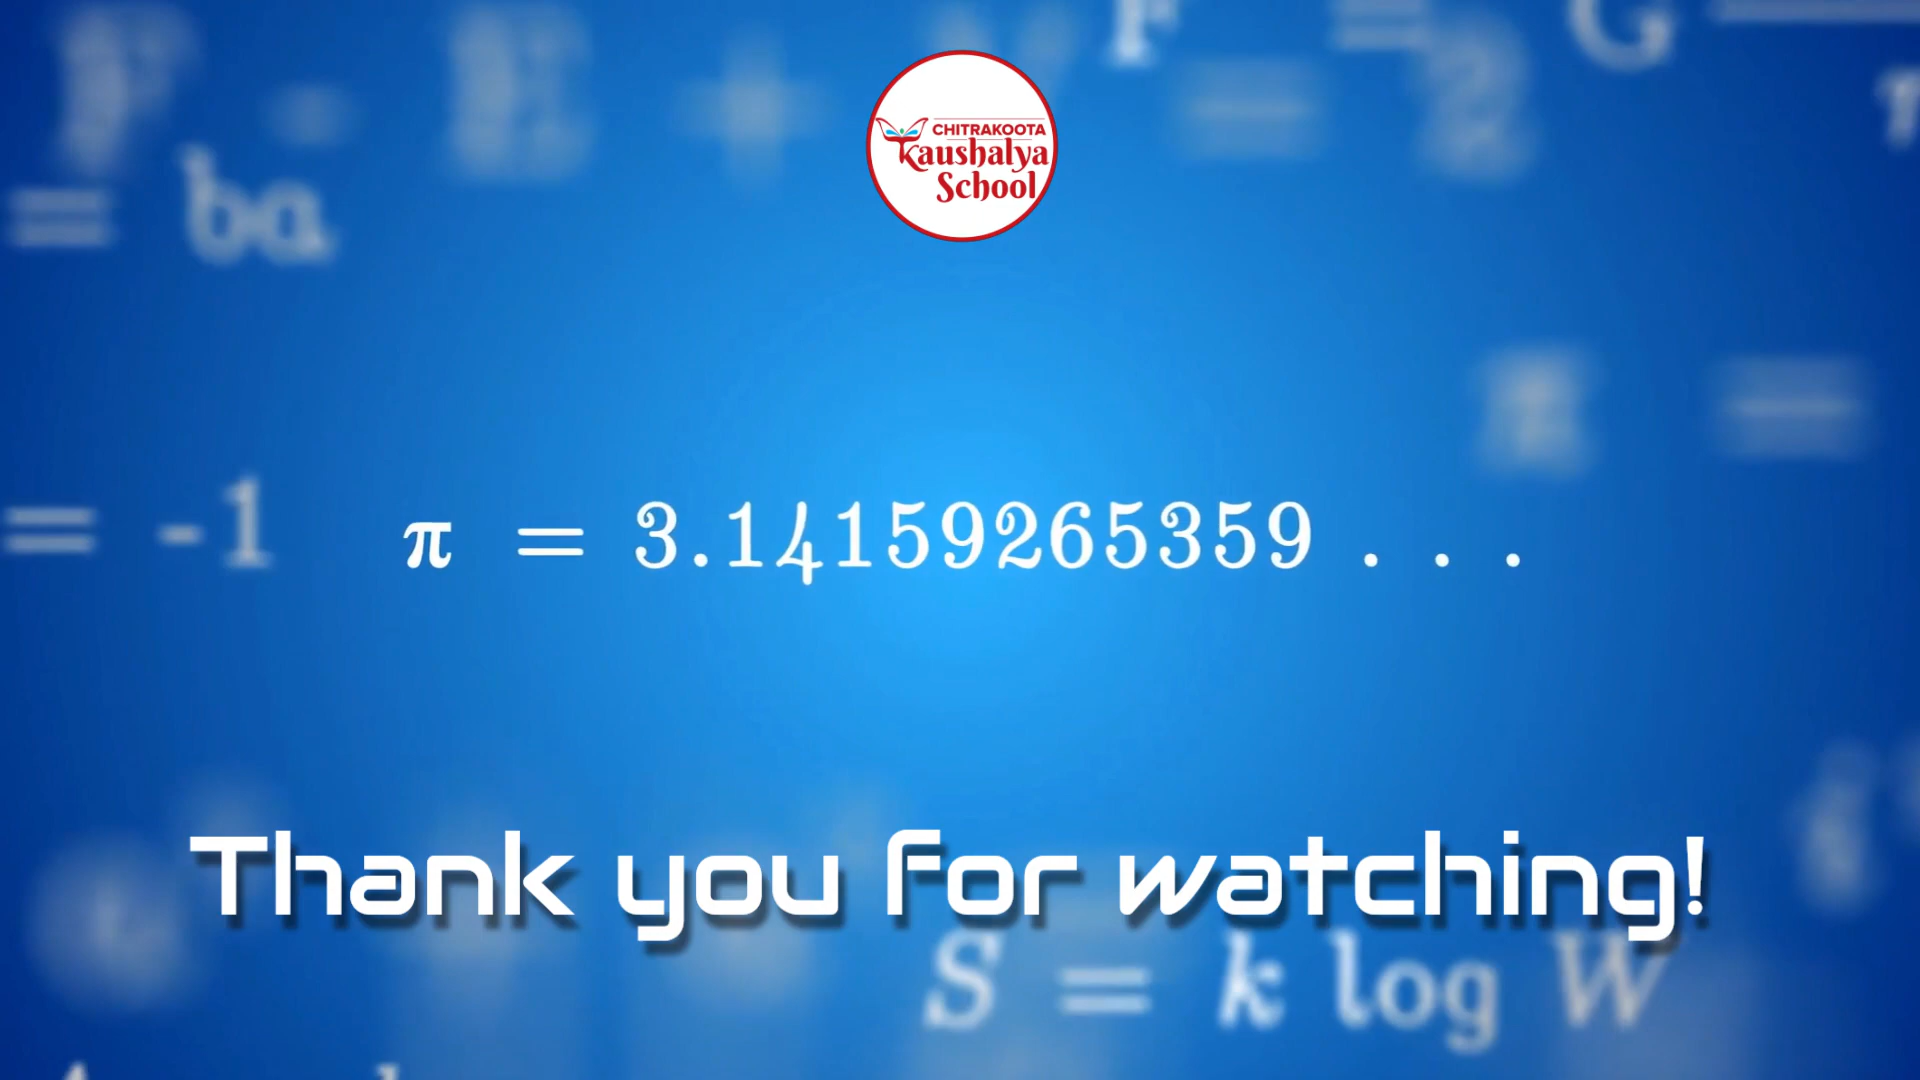 CHITRAKOOTA
Kaushalya
School
= ba
= -1
π = 3.14159265359 . . .
Thank you for watching!
S = k log W